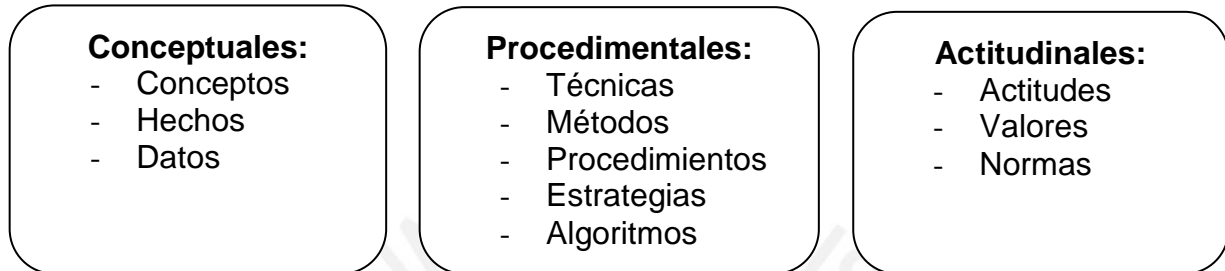 Conceptuales:
- Conceptos
- Hechos
- Datos
Procedimentales:
- Técnicas
- Métodos
- Procedimientos
- Estrategias
- Algoritmos
Actitudinales:
- Actitudes
- Valores
- Normas